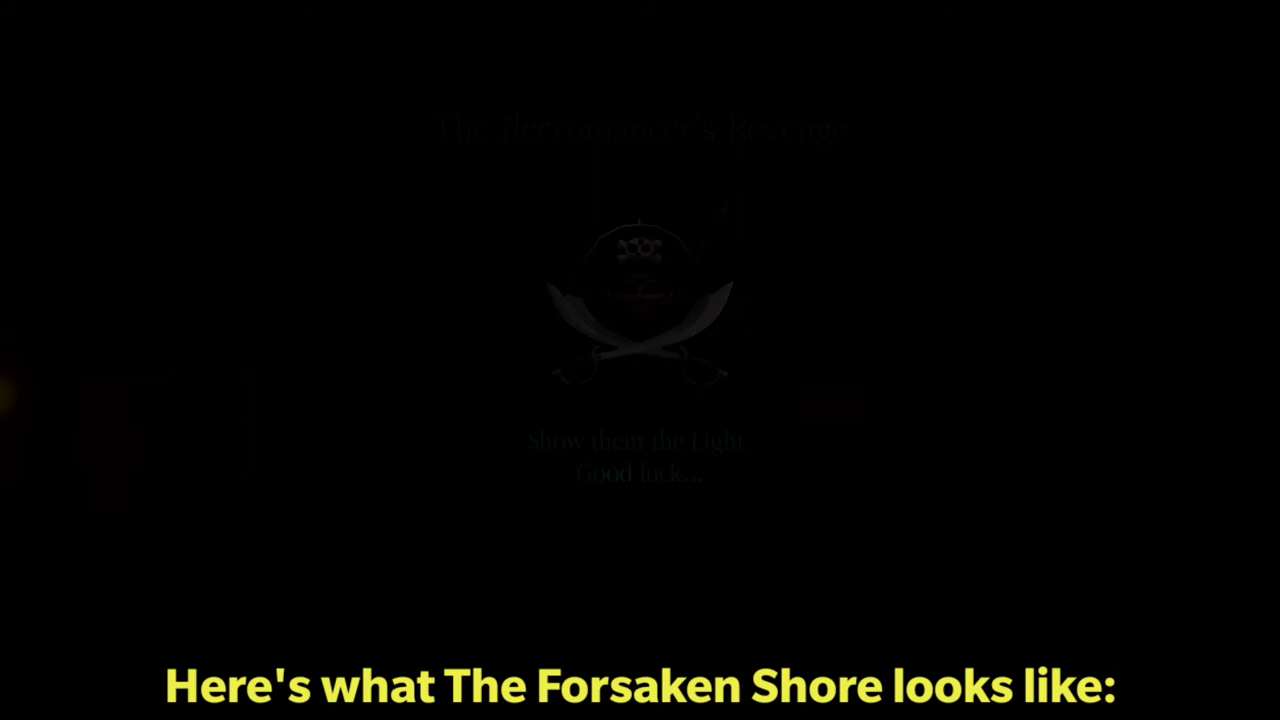 The Necromancer's Revenge
Show them the Light.
Good luck...
Here's what The Forsaken Shore looks like: